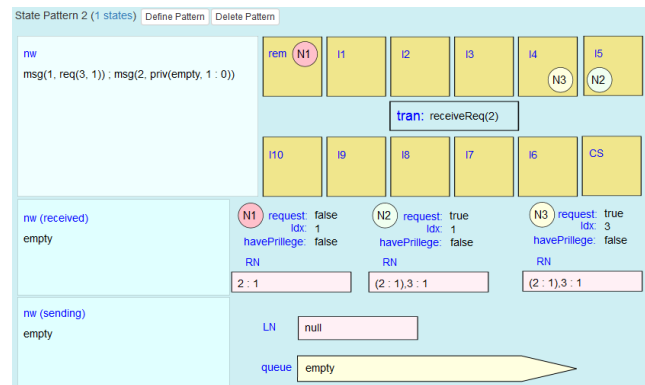 State Pattern 2 (1 states) Define Pattern Delete Pattern
nw
msg(1, req(3, 1)) ; msg(2, priv(empty, 1 : 0))
rem N1 l1 l2 l3 l4 N3 l5 N2
tran: receiveReq(2)
l10 l9 l8 l7 l6 CS
nw (received)
empty
N1 request: false
Idx: 1
havePrillege: false
RN
2 : 1
N2 request: true
Idx: 1
havePrillege: false
RN
(2 : 1),3 : 1
N3 request: true
Idx: 3
havePrillege: false
RN
(2 : 1),3 : 1
nw (sending)
empty
LN null
queue empty